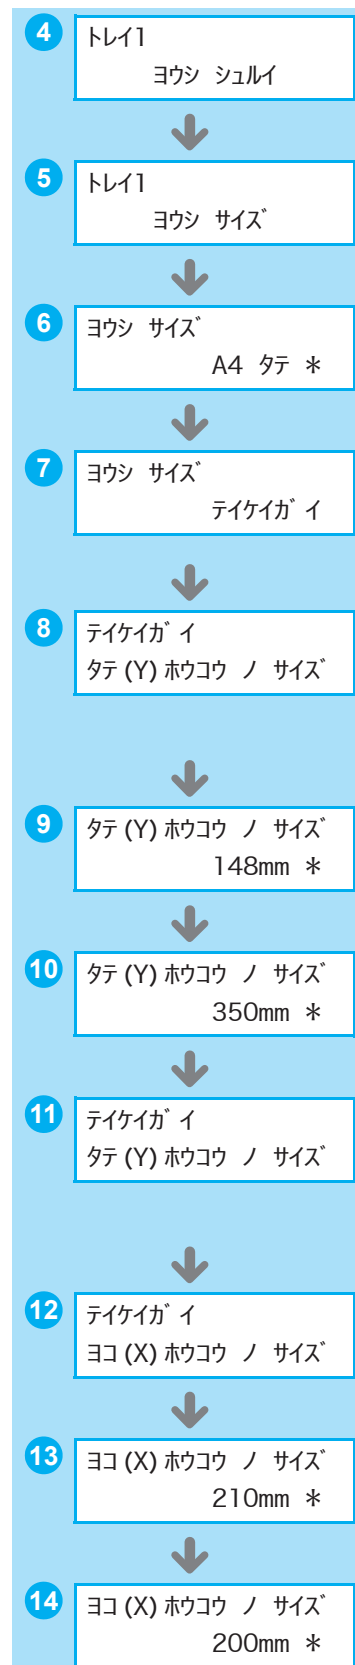 4
トレイ1
ヨウシ シュルイ
5
トレイ1
ヨウシ サイズ
6
ヨウシ サイズ
A4 タテ *
7
ヨウシ サイズ
テイケイガイ
8
テイケイガイ
タテ (Y) ホウコウ ノ サイズ
9
タテ (Y) ホウコウ ノ サイズ
148mm *
10
タテ (Y) ホウコウ ノ サイズ
350mm *
11
テイケイガイ
タテ (Y) ホウコウ ノ サイズ
12
テイケイガイ
ヨコ (X) ホウコウ ノ サイズ
13
ヨコ (X) ホウコウ ノ サイズ
210mm *
14
ヨコ (X) ホウコウ ノ サイズ
200mm *